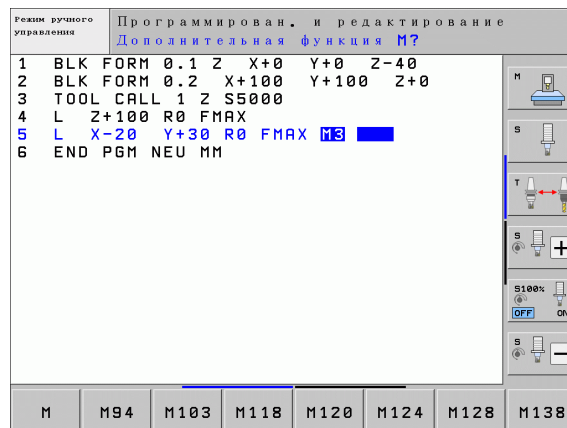 Режим ручного
управления
Программирован. и редактирование
Дополнительная функция M?
1 BLK FORM 0.1 Z X+0 Y+0 Z-40
2 BLK FORM 0.2 X+100 Y+100 Z+0
3 TOOL CALL 1 Z S5000
4 L Z+100 R0 FMAX
5 L X-20 Y+30 R0 FMAX M3
6 END PGM NEU MM
M
S
T
S
+
S100%
OFF ON
S
-
M M94 M103 M118 M120 M124 M128 M138